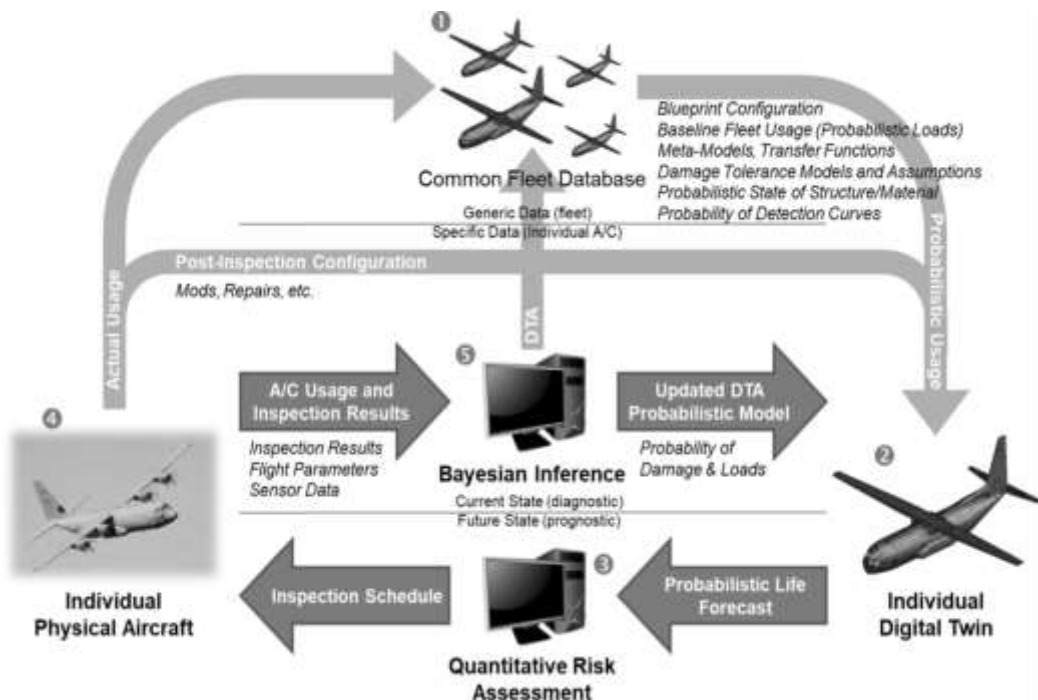 1
Blueprint Configuration
Baseline Fleet Usage (Probabilistic Loads)
Meta-Models, Transfer Functions
Damage Tolerance Models and Assumptions
Probabilistic State of Structure/Material
Probability of Detection Curves
Common Fleet Database
Generic Data (fleet)
Specific Data (Individual A/C)
Probabilistic Usage
Post-Inspection Configuration
Mods, Repairs, etc.
Actual Usage
DTA
5
A/C Usage and
Inspection Results
Inspection Results
Flight Parameters
Sensor Data
Updated DTA
Probabilistic Model
Probability of
Damage & Loads
Bayesian Inference
Current State (diagnostic)
Future State (prognostic)
4
Individual
Physical Aircraft
2
Individual
Digital Twin
Inspection Schedule
3
Probabilistic Life
Forecast
Quantitative Risk
Assessment